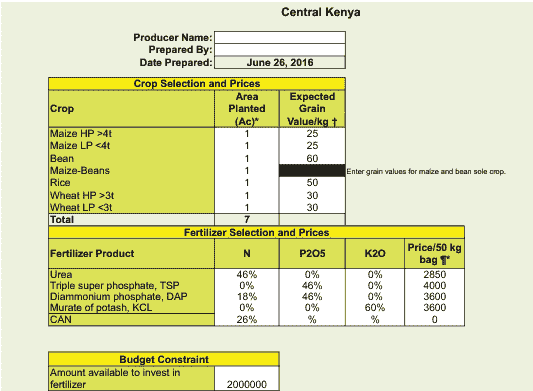 Central Kenya
Producer Name:
Prepared By:
Date Prepared: June 26, 2016
Crop Selection and Prices
Crop Area Planted (Ac)* Expected Grain Value/kg †
Maize HP >4t 1 25
Maize LP <4t 1 25
Bean 1 60
Maize-Beans 1 Enter grain values for maize and bean sole crop.
Rice 1 50
Wheat HP >3t 1 30
Wheat LP <3t 1 30
Total 7
Fertilizer Selection and Prices
Fertilizer Product N P2O5 K2O Price/50 kg bag ¶*
Urea 46% 0% 0% 2850
Triple super phosphate, TSP 0% 46% 0% 4000
Diammonium phosphate, DAP 18% 46% 0% 3600
Murate of potash, KCL 0% 0% 60% 3600
CAN 26% % % 0
Budget Constraint
Amount available to invest in
fertilizer 2000000